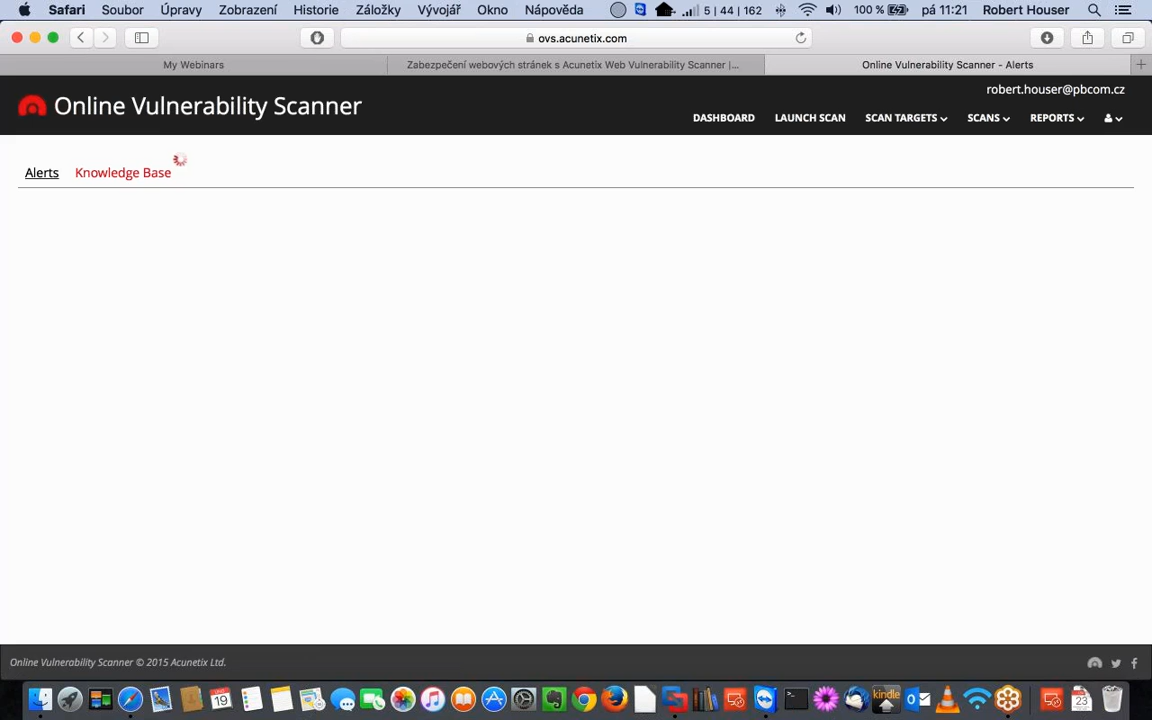 Safari Soubor Úpravy Zobrazení Historie Záložky Vývojář Okno Nápověda 5 | 44 | 162 100 % pá 11:21 Robert Houser
ovs.acunetix.com
My Webinars Zabezpečení webových stránek s Acunetix Web Vulnerability Scanner |... Online Vulnerability Scanner - Alerts
robert.houser@pbcom.cz
Online Vulnerability Scanner
DASHBOARD LAUNCH SCAN SCAN TARGETS SCANS REPORTS
Alerts Knowledge Base
Online Vulnerability Scanner © 2015 Acunetix Ltd.
19 kindle 23